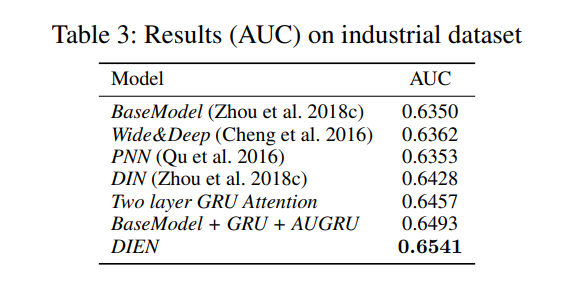 Table 3: Results (AUC) on industrial dataset
Model AUC
BaseModel (Zhou et al. 2018c) 0.6350
Wide&Deep (Cheng et al. 2016) 0.6362
PNN (Qu et al. 2016) 0.6353
DIN (Zhou et al. 2018c) 0.6428
Two layer GRU Attention 0.6457
BaseModel + GRU + AUGRU 0.6493
DIEN 0.6541